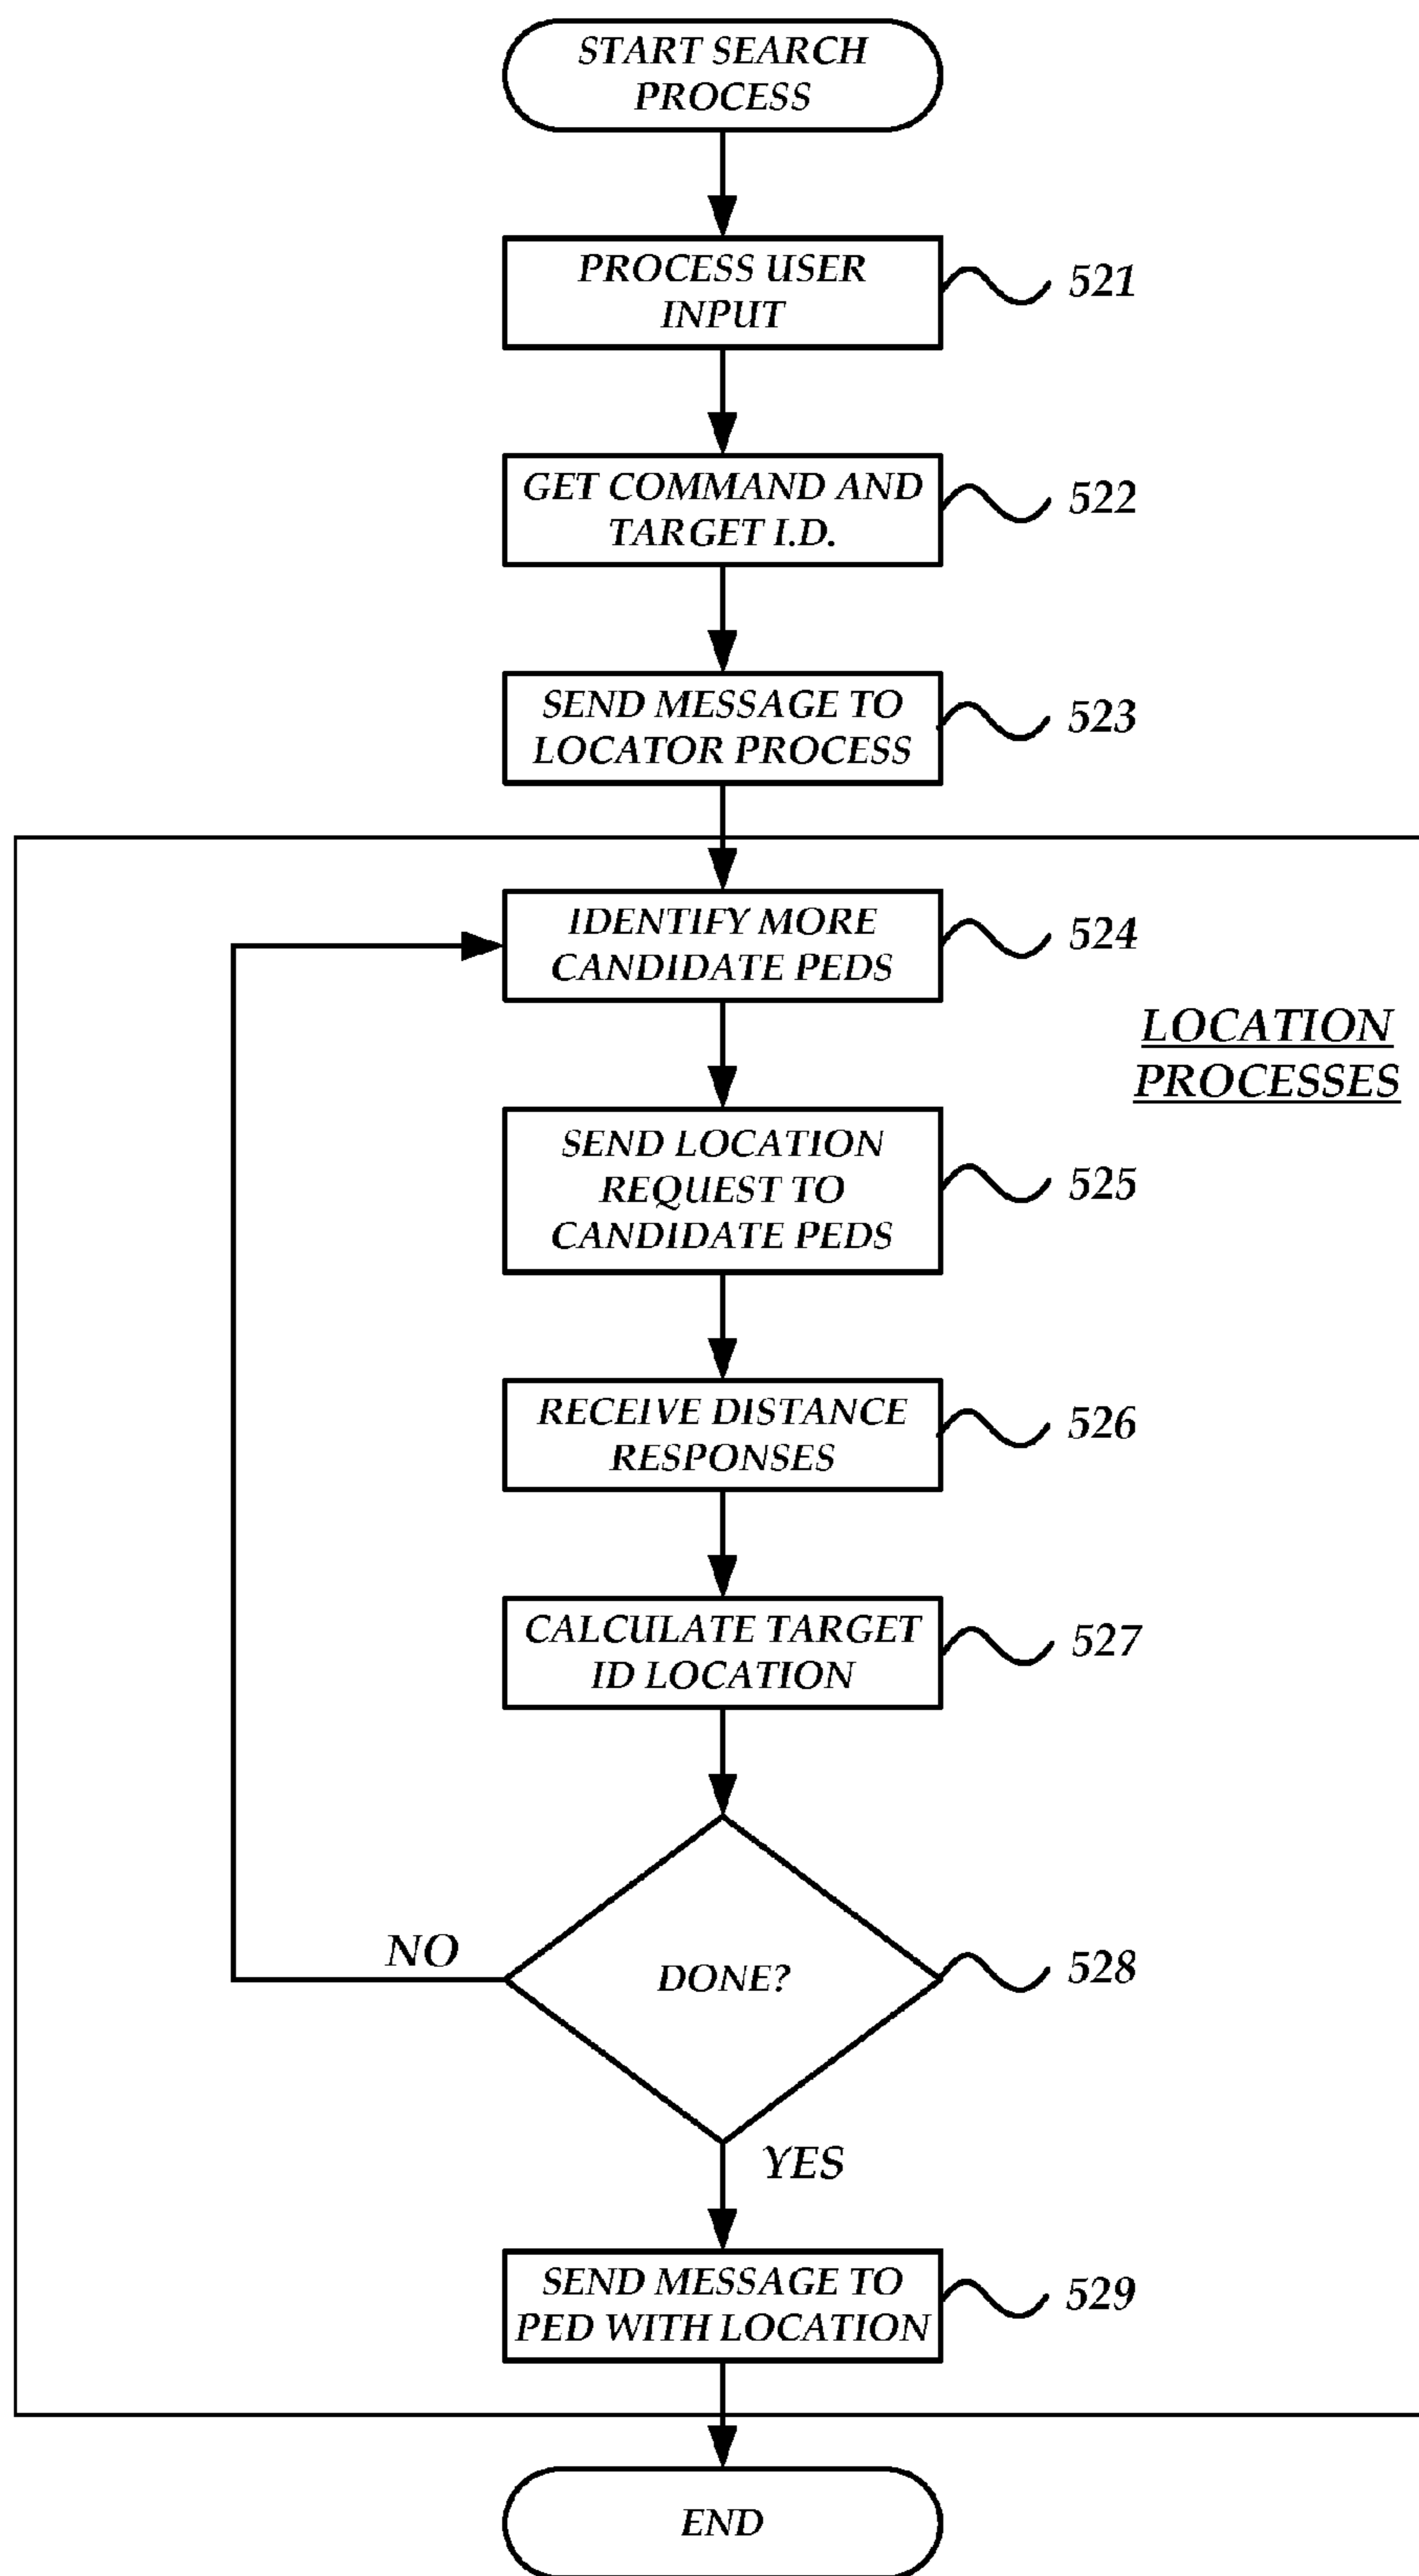 START SEARCH
PROCESS
PROCESS USER
INPUT
521
GET COMMAND AND
TARGET I.D.
522
SEND MESSAGE TO
LOCATOR PROCESS
523
IDENTIFY MORE
CANDIDATE PEDS
524
LOCATION
PROCESSES
SEND LOCATION
REQUEST TO
CANDIDATE PEDS
525
RECEIVE DISTANCE
RESPONSES
526
CALCULATE TARGET
ID LOCATION
527
NO
DONE?
528
YES
SEND MESSAGE TO
PED WITH LOCATION
529
END